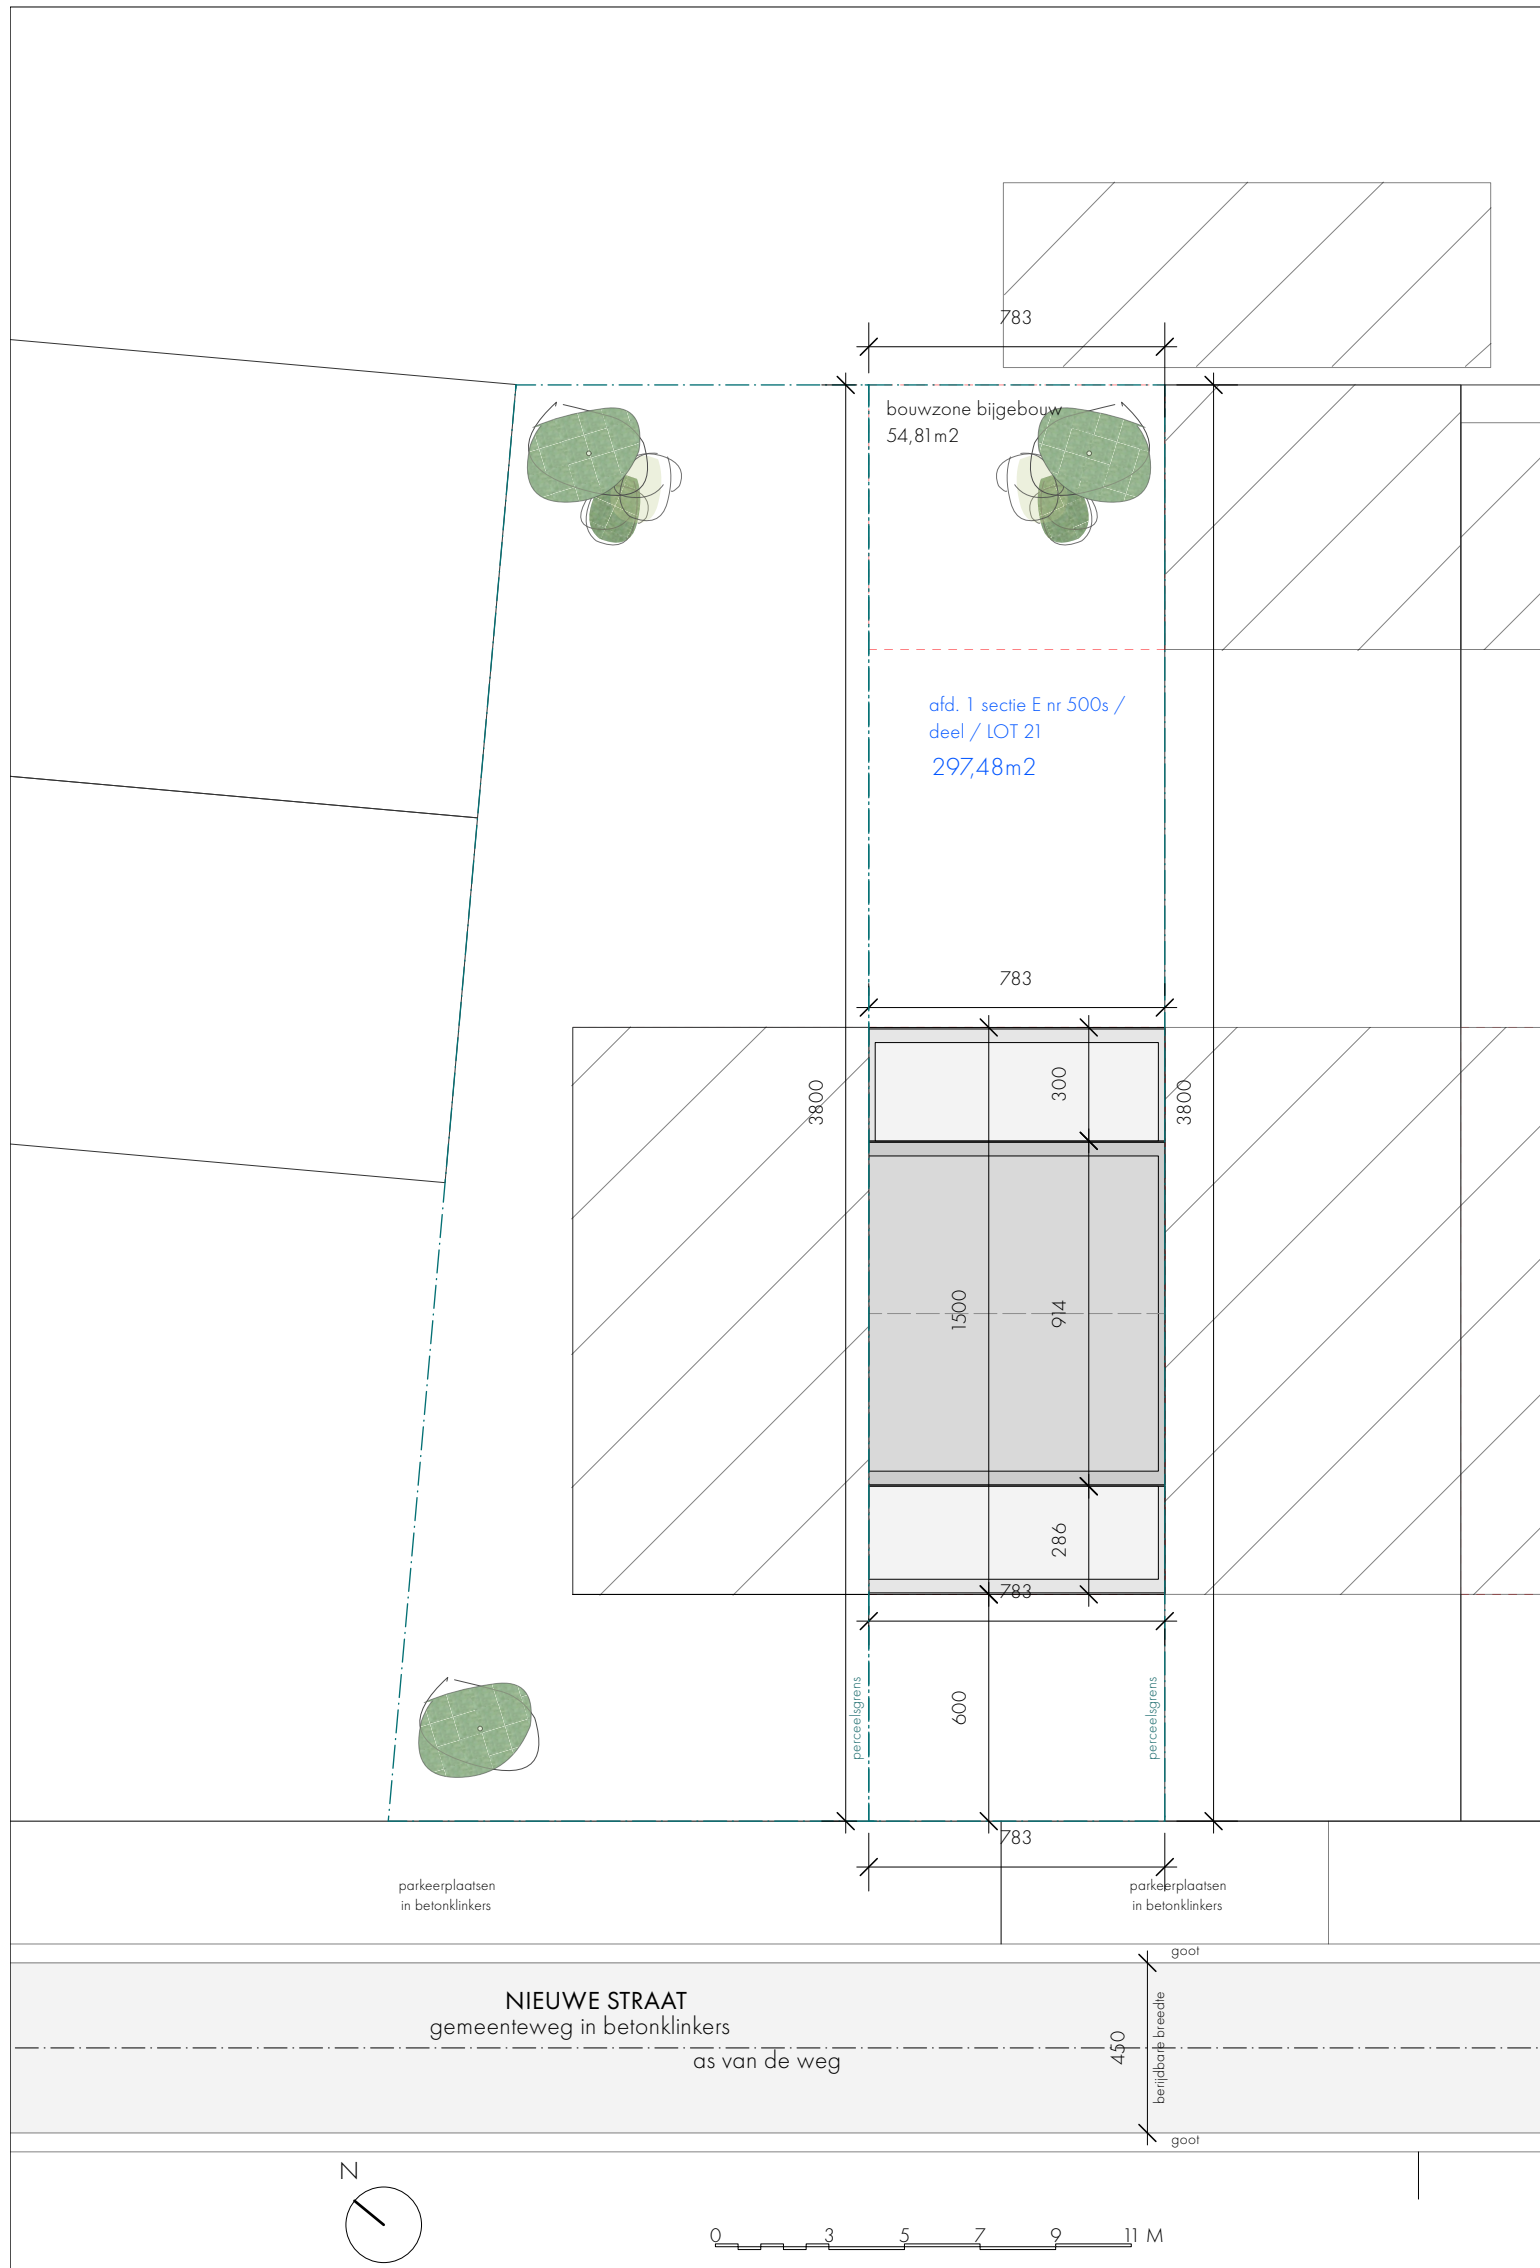 783
bouwzone bijgebouw
54,81m2
afd. 1 sectie E nr 500s /
deel / LOT 21
297,48m2
783
3800
300
3800
1500
914
286
783
600
perceelsgrens
perceelsgrens
783
parkeerplaatsen
in betonklinkers
parkeerplaatsen
in betonklinkers
goot
NIEUWE STRAAT
gemeenteweg in betonklinkers
as van de weg
450
berijdbare breedte
goot
N
0 3 5 7 9 11 M